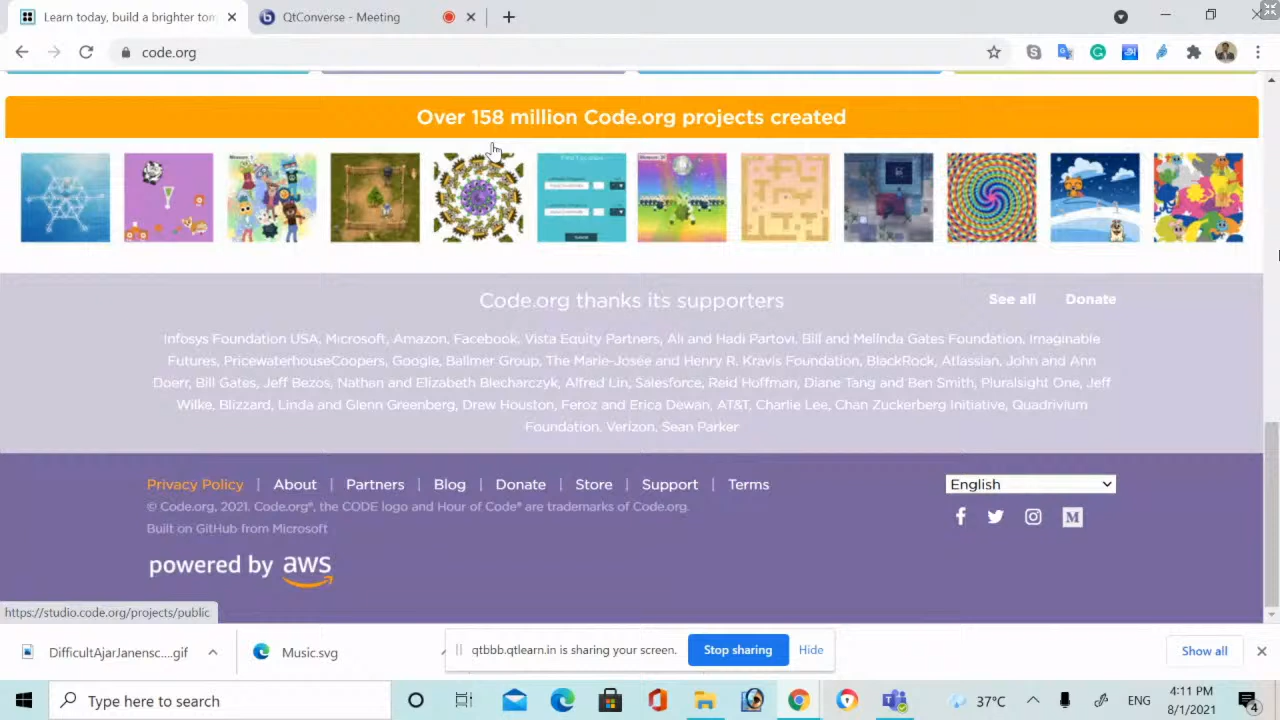 Learn today, build a brighter tom
QtConverse - Meeting
code.org
Over 158 million Code.org projects created
Code.org thanks its supporters
See all
Donate
Infosys Foundation USA, Microsoft, Amazon, Facebook, Vista Equity Partners, Ali and Hadi Partovi, Bill and Melinda Gates Foundation, Imaginable
Futures, PricewaterhouseCoopers, Google, Ballmer Group, The Marie-Josée and Henry R. Kravis Foundation, BlackRock, Atlassian, John and Ann
Doerr, Bill Gates, Jeff Bezos, Nathan and Elizabeth Blecharczyk, Alfred Lin, Salesforce, Reid Hoffman, Diane Tang and Ben Smith, Pluralsight One, Jeff
Wilke, Blizzard, Linda and Glenn Greenberg, Drew Houston, Feroz and Erica Dewan, AT&T, Charlie Lee, Chan Zuckerberg Initiative, Quadrivium
Foundation, Verizon, Sean Parker
Privacy Policy | About | Partners | Blog | Donate | Store | Support | Terms
English
© Code.org, 2021. Code.org®, the CODE logo and Hour of Code® are trademarks of Code.org.
Built on GitHub from Microsoft
powered by aws
https://studio.code.org/projects/public
DifficultAjarJanensc....gif
Music.svg
qtbbb.qtlearn.in is sharing your screen.
Stop sharing
Hide
Show all
Type here to search
37°C
ENG
4:11 PM
8/1/2021
4